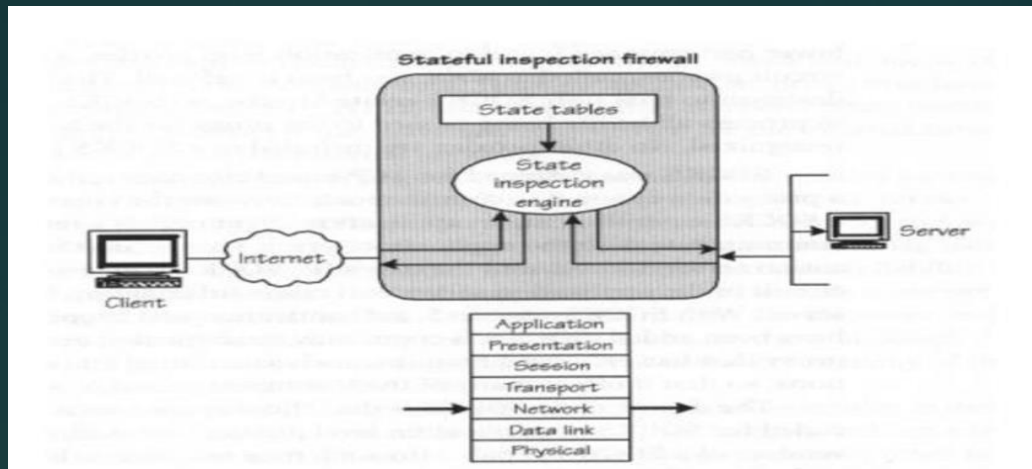 Stateful inspection firewall
State tables
State
inspection
engine
Internet
Client
Server
Application
Presentation
Session
Transport
Network
Data link
Physical